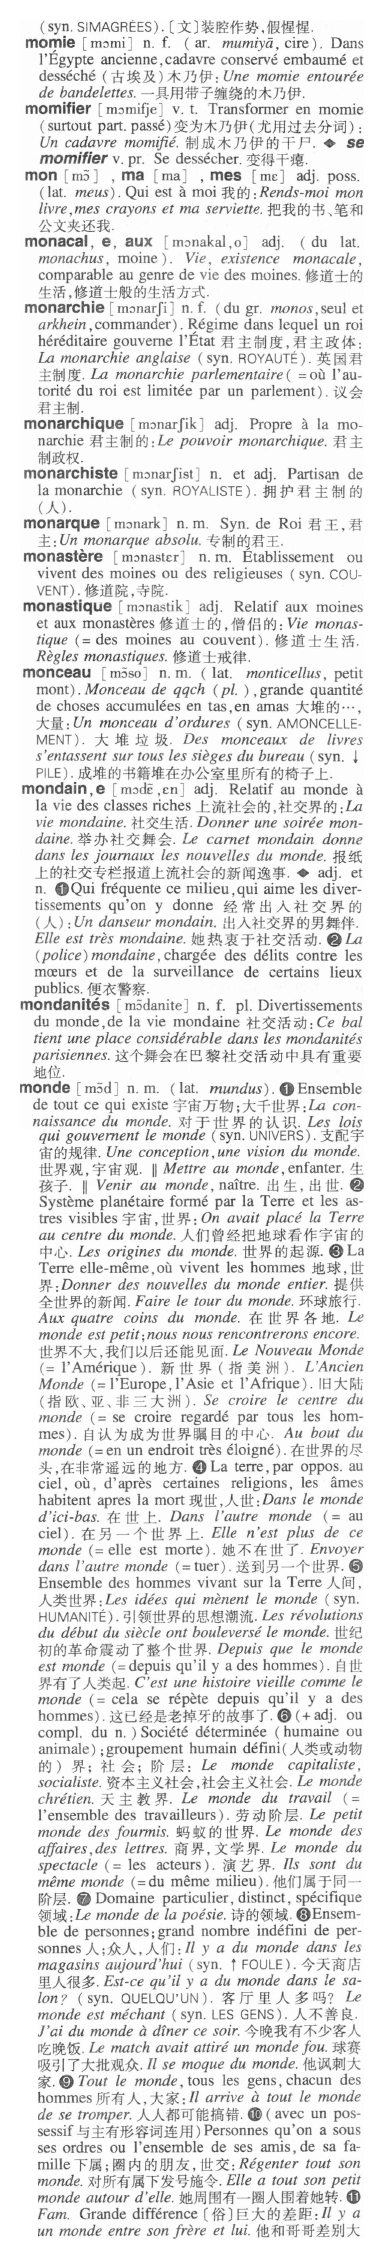 (syn. SIMAGRÉES). [文]装腔作势,假惺惺.
momie [mɔmi] n. f. (ar. mumiyā, cire). Dans
l'Égypte ancienne,cadavre conservé embaumé et
desséché (古埃及)木乃伊:Une momie entourée
de bandelettes. 一具用带子缠绕的木乃伊.
momifier [mɔmifje] v. t. Transformer en momie
(surtout part. passé)变为木乃伊(尤用过去分词):
Un cadavre momifié. 制成木乃伊的干尸. ◆ se
momifier v. pr. Se dessécher. 变得干瘪.
mon [mɔ̃] , ma [ma] , mes [mɛ] adj. poss.
(lat. meus). Qui est à moi 我的:Rends-moi mon
livre,mes crayons et ma serviette. 把我的书、笔和
公文夹还我.
monacal, e, aux [mɔnakal,o] adj. (du lat.
monachus, moine). Vie, existence monacale,
comparable au genre de vie des moines. 修道士的
生活,修道士般的生活方式.
monarchie [mɔnarʃi] n. f. (du gr. monos,seul et
arkhein,commander). Régime dans lequel un roi
héréditaire gouverne l'État 君主制度,君主政体:
La monarchie anglaise (syn. ROYAUTÉ). 英国君
主制度. La monarchie parlementaire( = où l'au-
torité du roi est limitée par un parlement). 议会
君主制.
monarchique [mɔnarʃik] adj. Propre à la mo-
narchie 君主制的:Le pouvoir monarchique. 君主
制政权.
monarchiste [mɔnarʃist] n. et adj. Partisan de
la monarchie (syn. ROYALISTE). 拥护君主制的
(人).
monarque [mɔnark] n. m. Syn. de Roi 君王,君
主:Un monarque absolu. 专制的君王.
monastère [mɔnastɛr] n. m. Établissement ou
vivent des moines ou des religieuses (syn. COU-
VENT). 修道院,寺院.
monastique [mɔnastik] adj. Relatif aux moines
et aux monastères 修道士的,僧侣的:Vie monas-
tique (= des moines au couvent). 修道士生活.
Règles monastiques. 修道士戒律.
monceau [mɔ̃so] n. m. (lat. monticellus, petit
mont). Monceau de qqch (pl. ),grande quantité
de choses accumulées en tas,en amas 大堆的…,
大量:Un monceau d'ordures (syn. AMONCELLE-
MENT). 大堆垃圾. Des monceaux de livres
s'entassent sur tous les sièges du bureau (syn. ↓
PILE). 成堆的书籍堆在办公室里所有的椅子上.
mondain,e [mɔ̃dɛ̃,ɛn] adj. Relatif au monde à
la vie des classes riches 上流社会的,社交界的:La
vie mondaine. 社交生活. Donner une soirée mon-
daine. 举办社交舞会. Le carnet mondain donne
dans les journaux les nouvelles du monde. 报纸
上的社交专栏报道上流社会的新闻逸事. ◆ adj. et
n. ❶Qui fréquente ce milieu,qui aime les diver-
tissements qu'on y donne 经常出入社交界的
(人):Un danseur mondain. 出入社交界的男舞伴.
Elle est très mondaine. 她热衷于社交活动. ❷ La
(police) mondaine,chargée des délits contre les
mœurs et de la surveillance de certains lieux
publics. 便衣警察.
mondanités [mɔ̃danite] n. f. pl. Divertissements
du monde,de la vie mondaine 社交活动:Ce bal
tient une place considérable dans les mondanités
parisiennes. 这个舞会在巴黎社交活动中具有重要
地位.
monde [mɔ̃d] n. m. (lat. mundus). ❶Ensemble
de tout ce qui existe 宇宙万物;大千世界:La con-
naissance du monde. 对于世界的认识. Les lois
qui gouvernent le monde (syn. UNIVERS). 支配宇
宙的规律. Une conception,une vision du monde.
世界观,宇宙观. ‖ Mettre au monde,enfanter. 生
孩子. ‖ Venir au monde, naître. 出生,出世. ❷
Système planétaire formé par la Terre et les as-
tres visibles 宇宙,世界:On avait placé la Terre
au centre du monde. 人们曾经把地球看作宇宙的
中心. Les origines du monde. 世界的起源. ❸ La
Terre elle-même,où vivent les hommes 地球,世
界:Donner des nouvelles du monde entier. 提供
全世界的新闻. Faire le tour du monde. 环球旅行.
Aux quatre coins du monde. 在世界各地. Le
monde est petit;nous nous rencontrerons encore.
世界不大,我们以后还能见面. Le Nouveau Monde
(= l'Amérique). 新世界(指美洲). L'Ancien
Monde (= l'Europe,l'Asie et l'Afrique). 旧大陆
(指欧、亚、非三大洲). Se croire le centre du
monde (= se croire regardé par tous les hom-
mes). 自认为成为世界瞩目的中心. Au bout du
monde (=en un endroit très éloigné). 在世界的尽
头,在非常遥远的地方. ❹ La terre,par oppos. au
ciel, où, d'après certaines religions, les âmes
habitent apres la mort 现世,人世:Dans le monde
d'ici-bas. 在世上. Dans l'autre monde (= au
ciel). 在另一个世界上. Elle n'est plus de ce
monde (=elle est morte). 她不在世了. Envoyer
dans l'autre monde (=tuer). 送到另一个世界. ❺
Ensemble des hommes vivant sur la Terre 人间,
人类世界:Les idées qui mènent le monde (syn.
HUMANITÉ). 引领世界的思想潮流. Les révolutions
du début du siècle ont bouleversé le monde. 世纪
初的革命震动了整个世界. Depuis que le monde
est monde (=depuis qu'il y a des hommes). 自世
界有了人类起. C'est une histoire vieille comme le
monde (= cela se répète depuis qu'il y a des
hommes). 这已经是老掉牙的故事了. ❻ (+adj. ou
compl. du n. ) Société déterminée (humaine ou
animale);groupement humain défini(人类或动物
的)界;社会;阶层: Le monde capitaliste,
socialiste. 资本主义社会,社会主义社会. Le monde
chrétien. 天主教界. Le monde du travail (=
l'ensemble des travailleurs). 劳动阶层. Le petit
monde des fourmis. 蚂蚁的世界. Le monde des
affaires,des lettres. 商界,文学界. Le monde du
spectacle (= les acteurs). 演艺界. Ils sont du
même monde (=du même milieu). 他们属于同一
阶层. ❼ Domaine particulier, distinct, spécifique
领域:Le monde de la poésie. 诗的领域. ❽Ensem-
ble de personnes;grand nombre indéfini de per-
sonnes 人;众人,人们:Il y a du monde dans les
magasins aujourd'hui (syn. ↑ FOULE). 今天商店
里人很多. Est-ce qu'il y a du monde dans le sa-
lon? (syn. QUELQU'UN). 客厅里人多吗? Le
monde est méchant (syn. LES GENS). 人不善良.
J'ai du monde à dîner ce soir. 今晚我有不少客人
吃晚饭. Le match avait attiré un monde fou. 球赛
吸引了大批观众. Il se moque du monde. 他讽刺大
家. ❾ Tout le monde,tous les gens,chacun des
hommes 所有人,大家:Il arrive à tout le monde
de se tromper. 人人都可能搞错. ❿ (avec un pos-
sessif 与主有形容词连用) Personnes qu'on a sous
ses ordres ou l'ensemble de ses amis, de sa fa-
mille 下属;圈内的朋友,世交:Régenter tout son
monde. 对所有属下发号施令. Elle a tout son petit
monde autour d'elle. 她周围有一圈人围着她转. ⓫
Fam. Grande différence [俗]巨大的差距:Il y a
un monde entre son frère et lui. 他和哥哥差别大